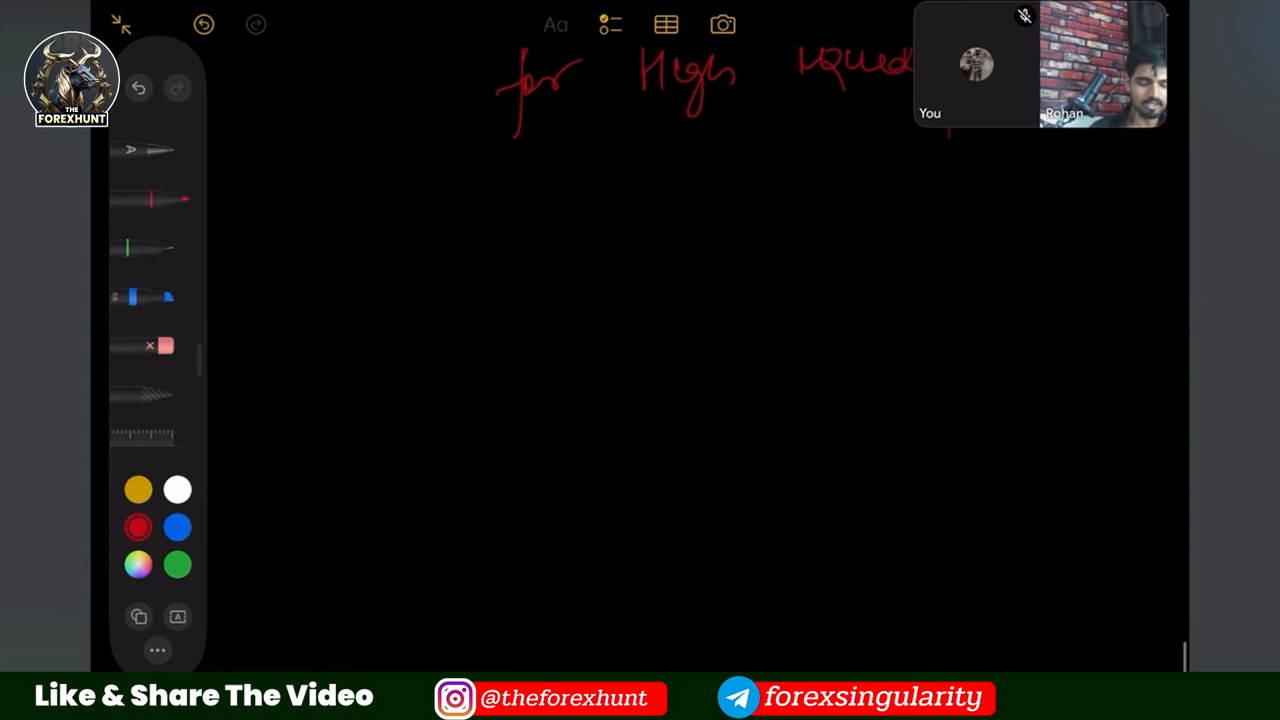 Aa
for High
You
Rohan
THE
FOREXHUNT
A
Like & Share The Video
@theforexhunt
forexsingularity